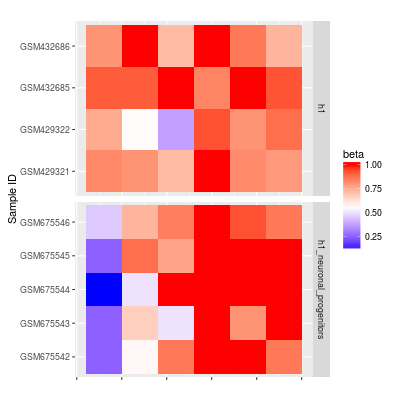 GSM432686
GSM432685
GSM429322
GSM429321
h1
GSM675546
GSM675545
GSM675544
GSM675543
GSM675542
h1_neuronal_progenitors
Sample ID
beta
1.00
0.75
0.50
0.25